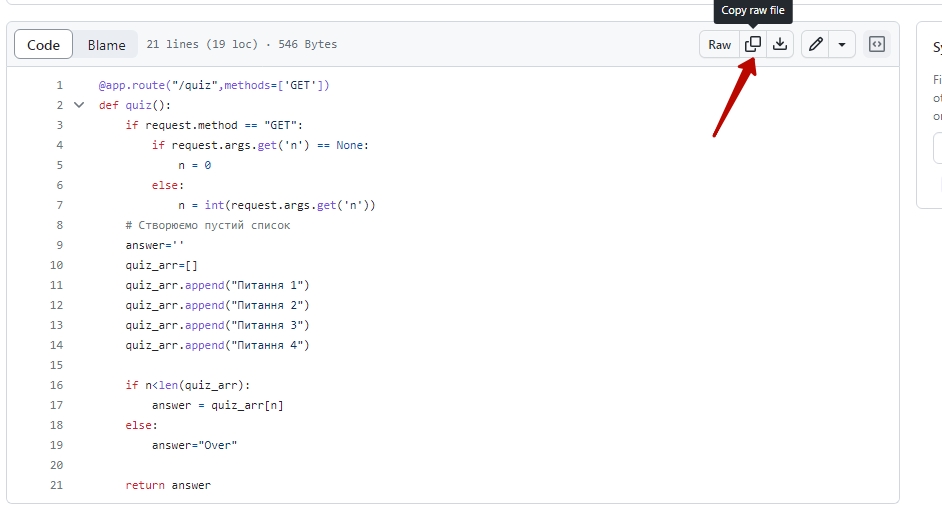 Copy raw file
Code Blame 21 lines (19 loc) · 546 Bytes Raw
1 @app.route("/quiz",methods=['GET'])
2 def quiz():
3 if request.method == "GET":
4 if request.args.get('n') == None:
5 n = 0
6 else:
7 n = int(request.args.get('n'))
8 # Створюємо пустий список
9 answer=''
10 quiz_arr=[]
11 quiz_arr.append("Питання 1")
12 quiz_arr.append("Питання 2")
13 quiz_arr.append("Питання 3")
14 quiz_arr.append("Питання 4")
15
16 if n<len(quiz_arr):
17 answer = quiz_arr[n]
18 else:
19 answer="Over"
20
21 return answer